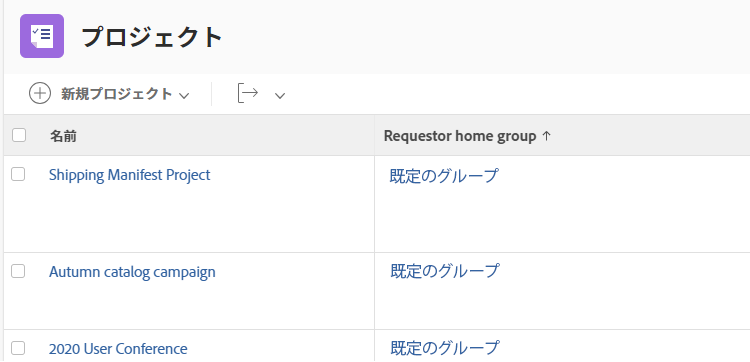 プロジェクト
新規プロジェクト
名前 Requestor home group ↑
Shipping Manifest Project 既定のグループ
Autumn catalog campaign 既定のグループ
2020 User Conference 既定のグループ